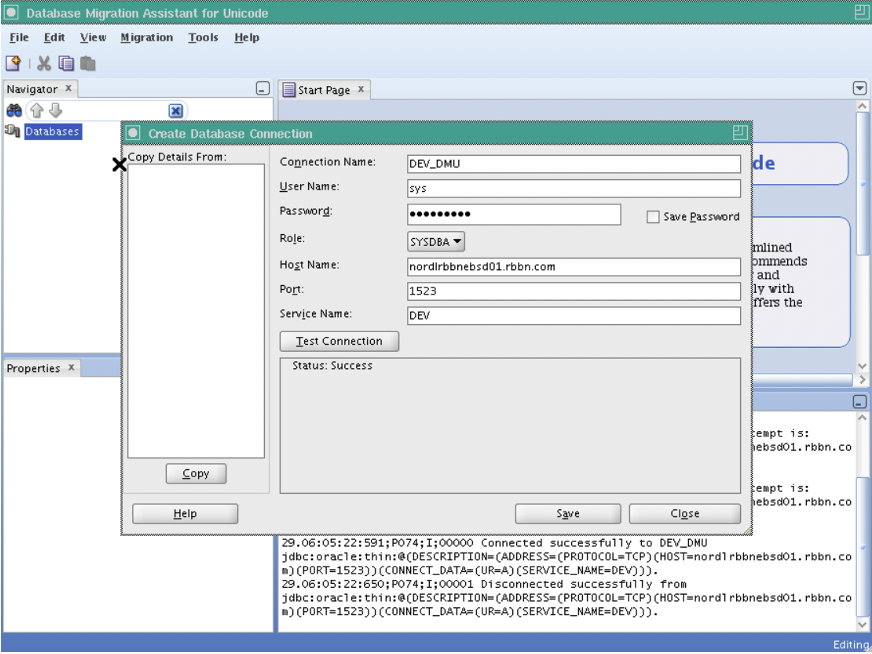 Database Migration Assistant for Unicode
File Edit View Migration Tools Help
Navigator x
Start Page x
Databases
Create Database Connection
Copy Details From:
Connection Name: DEV_DMU
User Name: sys
Password: ●●●●●●●●●
Save Password
Role: SYSDBA
Host Name: nordlrbbnebsd01.rbbn.com
Port: 1523
Service Name: DEV
Test Connection
Status: Success
Copy
Help
Save
Close
de
mlined
ommends
and
ly with
ffers the
Properties x
tempt is:
nebsd01.rbbn.co
tempt is:
nebsd01.rbbn.co
29.06:05:22:591;P074;I;00000 Connected successfully to DEV_DMU
jdbc:oracle:thin:@(DESCRIPTION=(ADDRESS=(PROTOCOL=TCP)(HOST=nordlrbbnebsd01.rbbn.co
m)(PORT=1523))(CONNECT_DATA=(UR=A)(SERVICE_NAME=DEV))).
29.06:05:22:650;P074;I;00001 Disconnected successfully from
jdbc:oracle:thin:@(DESCRIPTION=(ADDRESS=(PROTOCOL=TCP)(HOST=nordlrbbnebsd01.rbbn.co
m)(PORT=1523))(CONNECT_DATA=(UR=A)(SERVICE_NAME=DEV))).
Editing